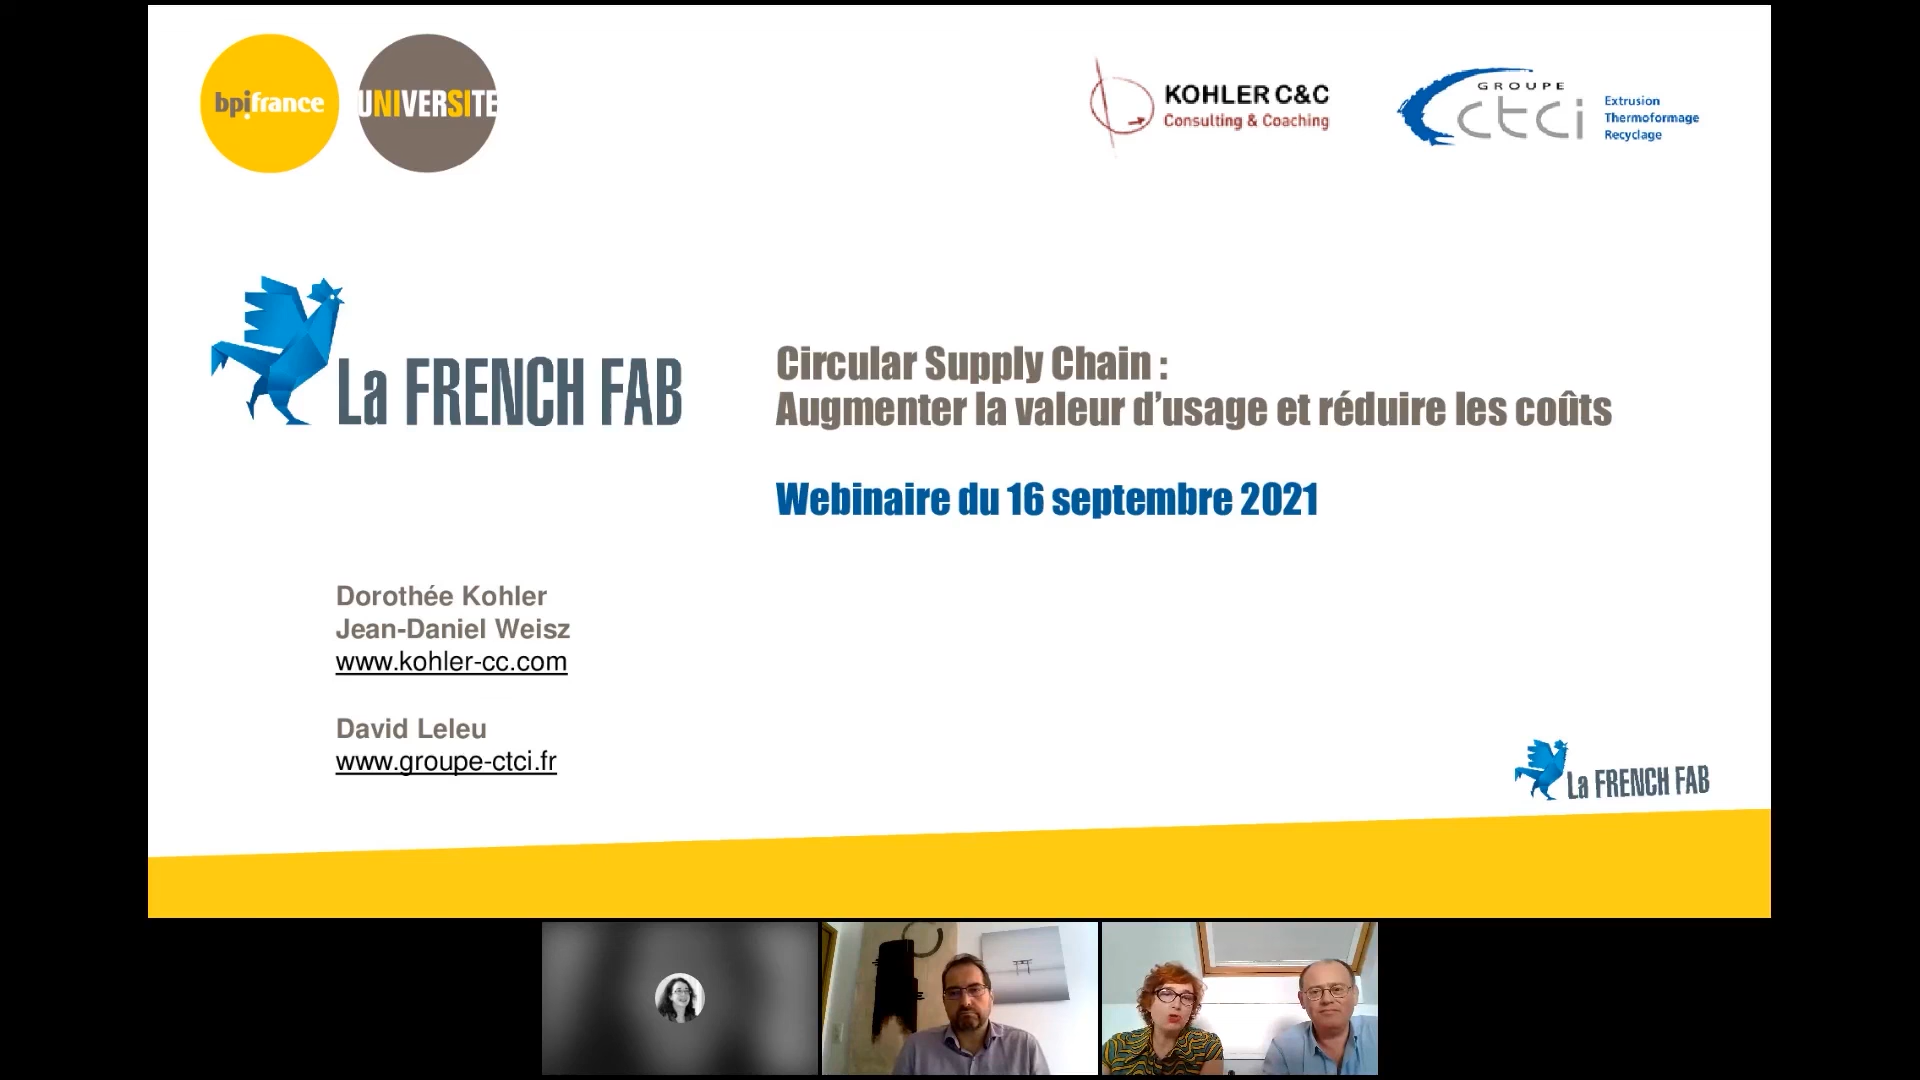 bpifrance
UNIVERSITE
KOHLER C&C
Consulting & Coaching
GROUPE
ctci
Extrusion
Thermoformage
Recyclage
La FRENCH FAB
Circular Supply Chain :
Augmenter la valeur d’usage et réduire les coûts
Webinaire du 16 septembre 2021
Dorothée Kohler
Jean-Daniel Weisz
www.kohler-cc.com
David Leleu
www.groupe-ctci.fr
La FRENCH FAB